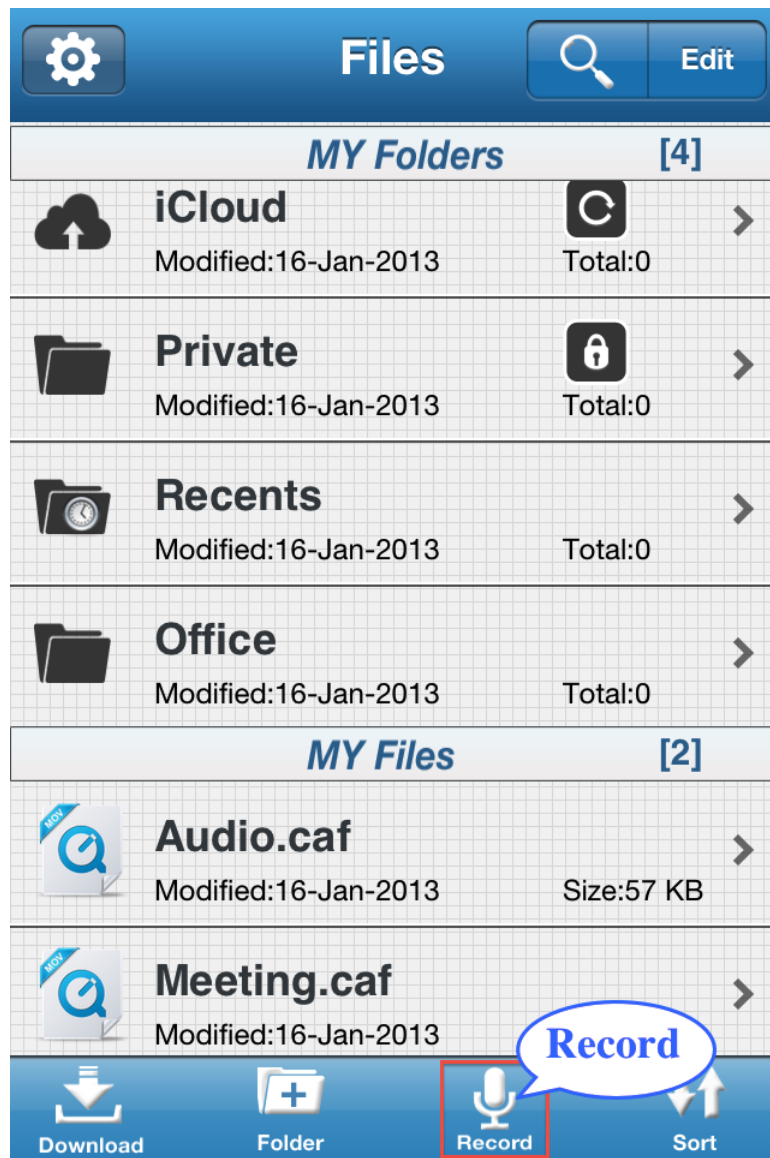 Files
Edit
MY Folders [4]
iCloud
Modified:16-Jan-2013 Total:0
Private
Modified:16-Jan-2013 Total:0
Recents
Modified:16-Jan-2013 Total:0
Office
Modified:16-Jan-2013 Total:0
MY Files [2]
MOV
Audio.caf
Modified:16-Jan-2013 Size:57 KB
MOV
Meeting.caf
Modified:16-Jan-2013
Record
Download Folder Record Sort